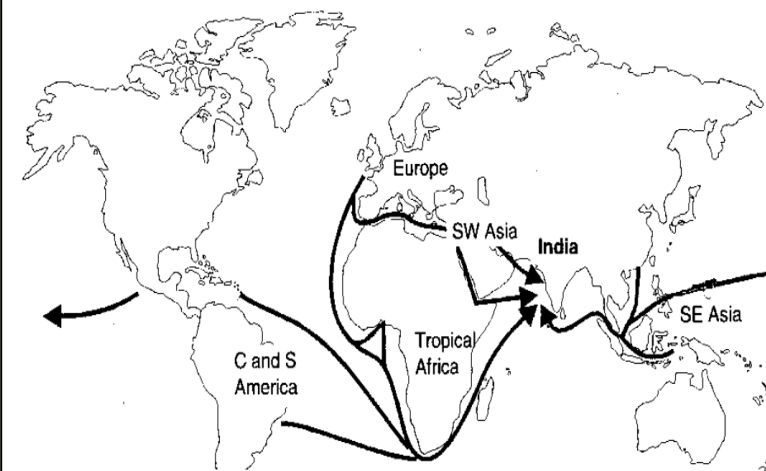 Europe
SW Asia
India
SE Asia
Tropical
Africa
C and S
America